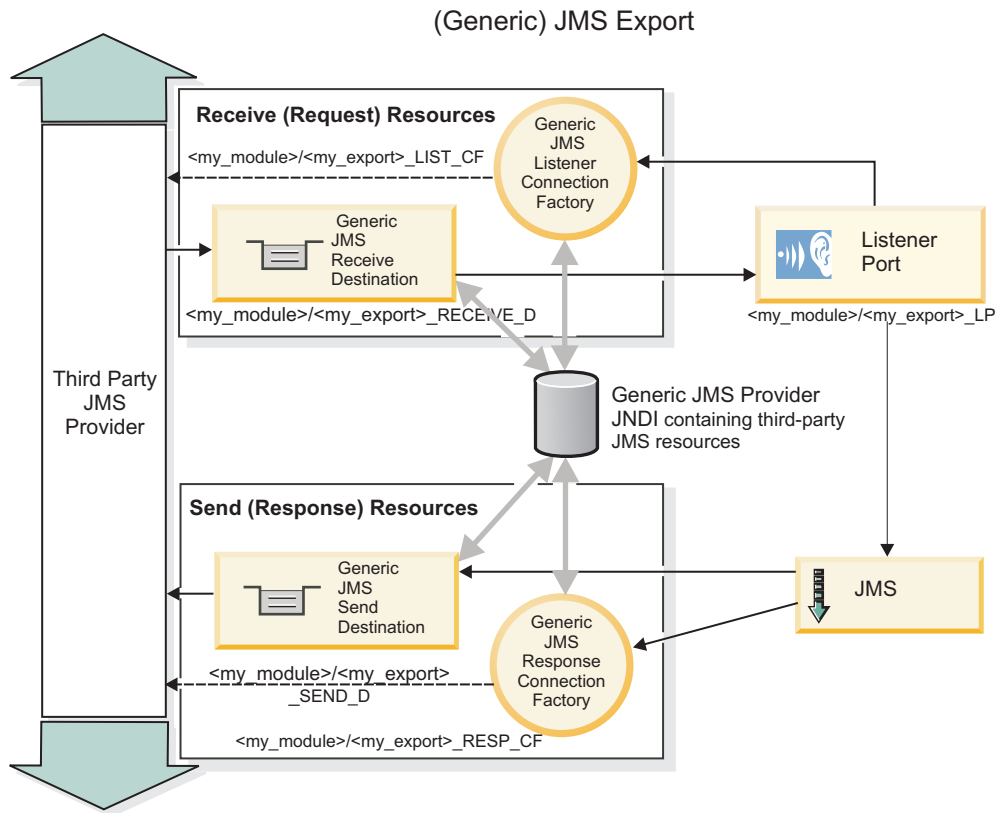 (Generic) JMS Export
Receive (Request) Resources
<my_module>/<my_export>_LIST_CF
Generic
JMS
Listener
Connection
Factory
Generic
JMS
Receive
Destination
<my_module>/<my_export>_RECEIVE_D
Listener
Port
<my_module>/<my_export>_LP
Third Party
JMS
Provider
Generic JMS Provider
JNDI containing third-party
JMS resources
Send (Response) Resources
Generic
JMS
Send
Destination
Generic
JMS
Response
Connection
Factory
JMS
<my_module>/<my_export>
_SEND_D
<my_module>/<my_export>_RESP_CF